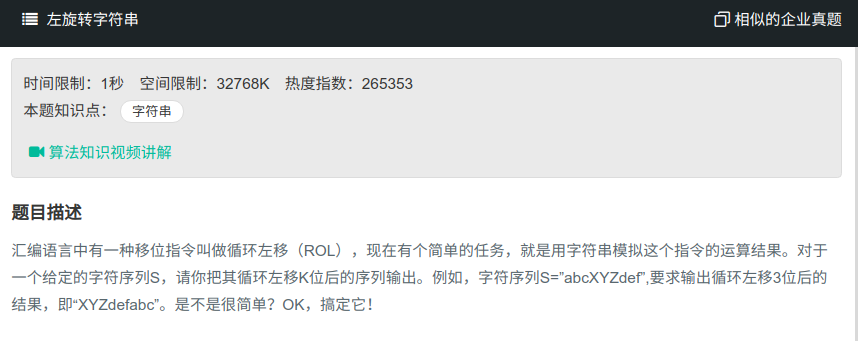 左旋转字符串
相似的企业真题
时间限制：1秒 空间限制：32768K 热度指数：265353
本题知识点： 字符串
算法知识视频讲解
题目描述
汇编语言中有一种移位指令叫做循环左移（ROL），现在有个简单的任务，就是用字符串模拟这个指令的运算结果。对于
一个给定的字符序列S，请你把其循环左移K位后的序列输出。例如，字符序列S=”abcXYZdef”,要求输出循环左移3位后的
结果，即“XYZdefabc”。是不是很简单？OK，搞定它！